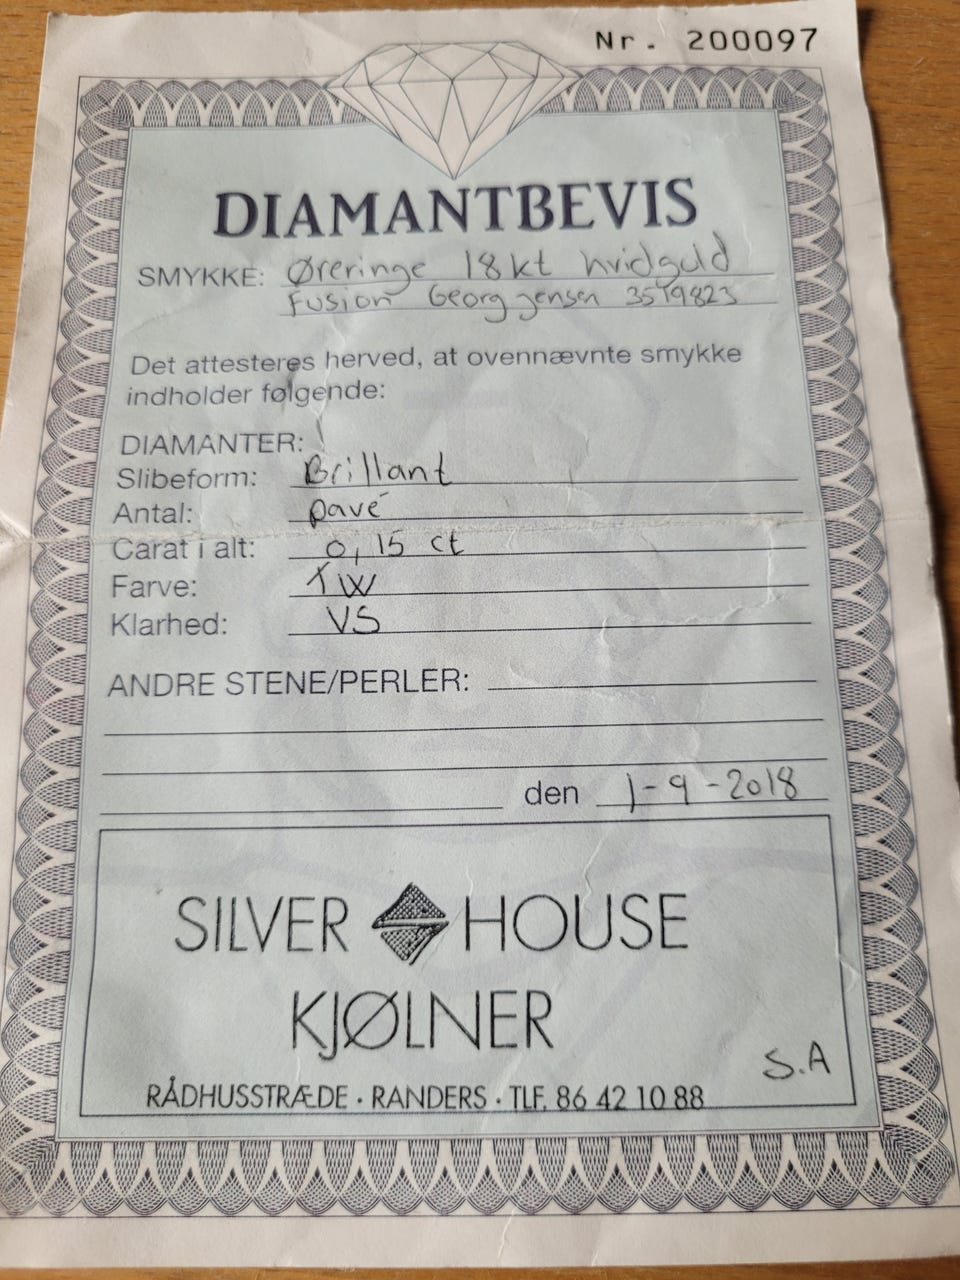 Nr. 200097
DIAMANTBEVIS
SMYKKE: Øreringe 18kt hvidguld
Fusion Georg jensen 3519823
Det attesteres herved, at ovennævnte smykke
indholder følgende:
DIAMANTER:
Slibeform: Brillant
Antal: pavé
Carat i alt: 0,15 ct
Farve: TW
Klarhed: VS
ANDRE STENE/PERLER:
den 1-9-2018
SILVER HOUSE
KJØLNER
S.A
RÅDHUSSTRÆDE · RANDERS · TLF. 86 42 10 88